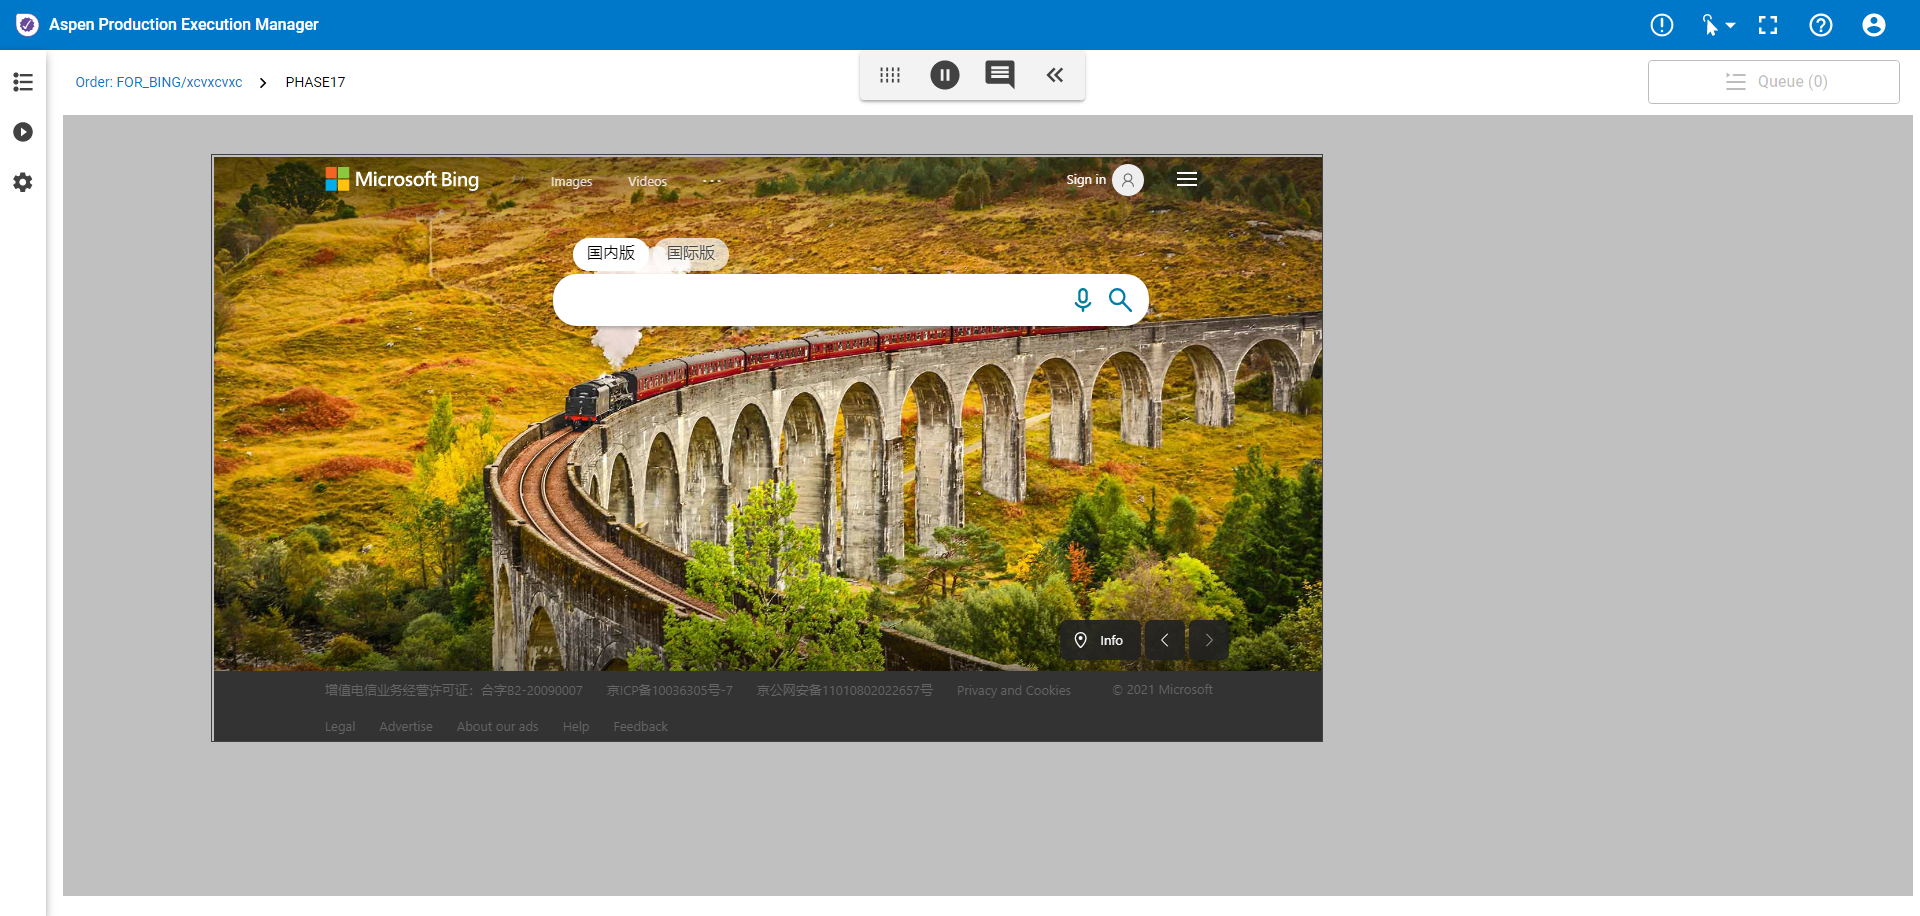 Aspen Production Execution Manager
Order: FOR_BING/xcvxcvxc PHASE17
Queue (0)
Microsoft Bing Images Videos ... Sign in
国内版 国际版
Info
增值电信业务经营许可证：合字B2-20090007 京ICP备10036305号-7 京公网安备11010802022657号 Privacy and Cookies © 2021 Microsoft
Legal Advertise About our ads Help Feedback